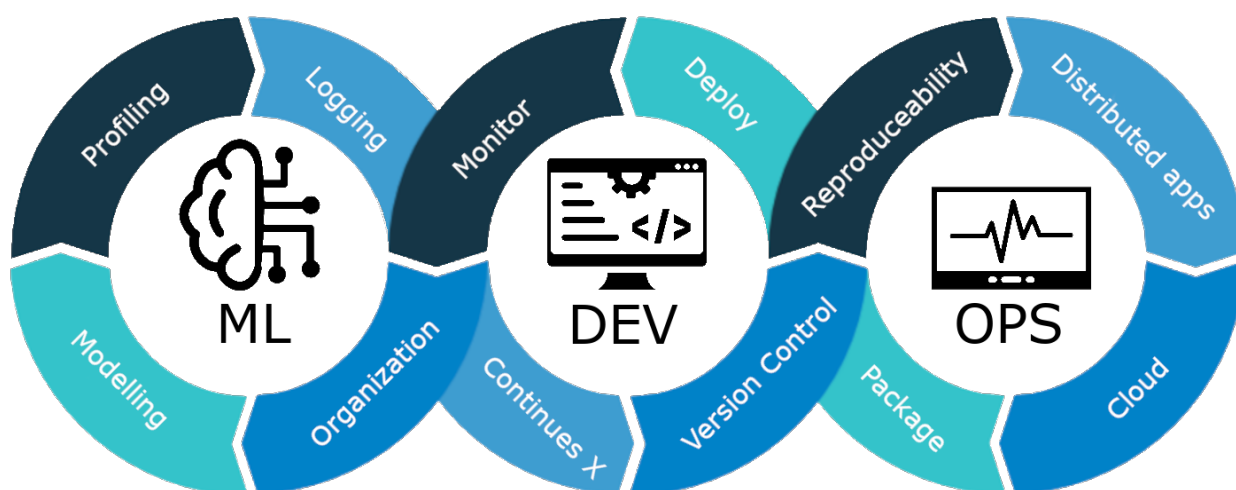 Profiling
Logging
Modelling
Organization
ML
Monitor
Deploy
Continues X
Version Control
</>
DEV
Reproduceability
Distributed apps
Package
Cloud
OPS